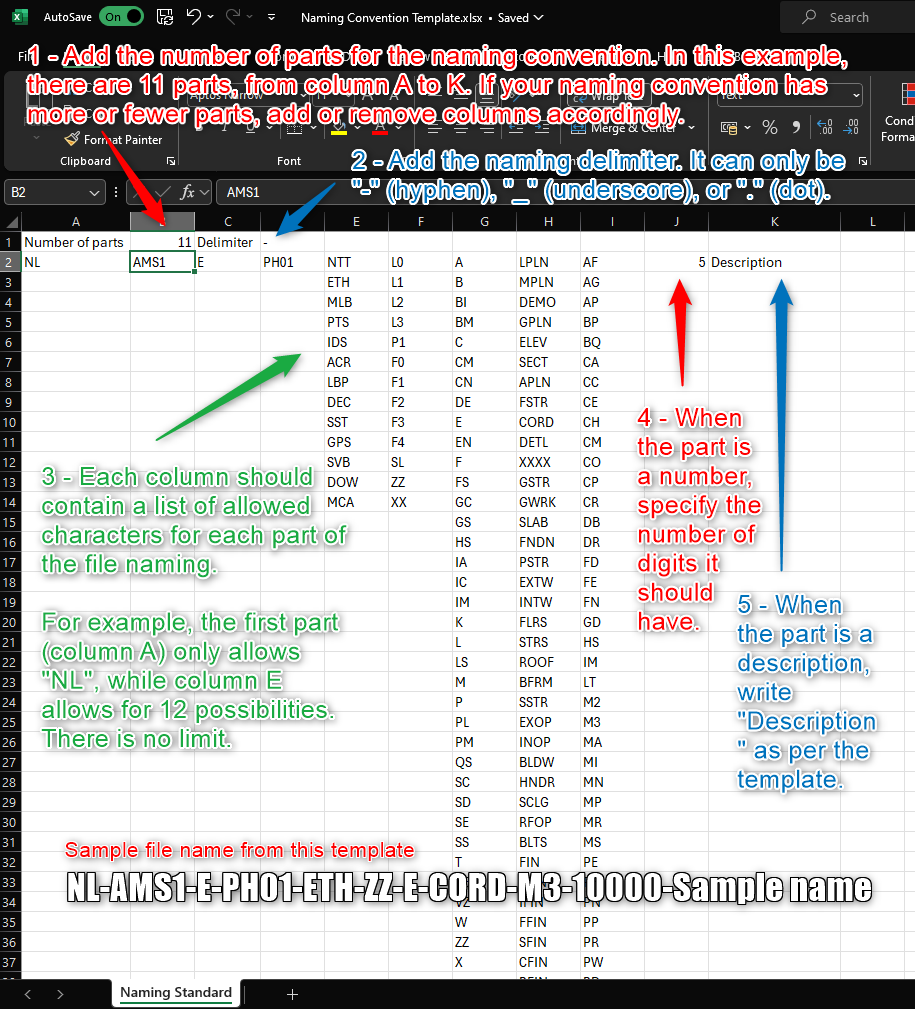 AutoSave On Naming Convention Template.xlsx • Saved Search
1 - Add the number of parts for the naming convention. In this example,
there are 11 parts, from column A to K. If your naming convention has
more or fewer parts, add or remove columns accordingly.
Format Painter
Merge & Center
Clipboard Font
2 - Add the naming delimiter. It can only be
"-" (hyphen), "_" (underscore), or "." (dot).
B2 fx AMS1
A C E F G H I J K L
1 Number of parts 11 Delimiter -
2 NL AMS1 E PH01 NTT L0 A LPLN AF 5 Description
3 ETH L1 B MPLN AG
4 MLB L2 BI DEMO AP
5 PTS L3 BM GPLN BP
6 IDS P1 C ELEV BQ
7 ACR F0 CM SECT CA
8 LBP F1 CN APLN CC
9 DEC F2 DE FSTR CE
10 SST F3 E CORD CH
11 GPS F4 EN DETL CM
12 SVB SL F XXXX CO
13 DOW ZZ FS GSTR CP
14 MCA XX GC GWRK CR
15 GS SLAB DB
16 HS FNDN DR
17 IA PSTR FD
18 IC EXTW FE
19 IM INTW FN
20 K FLRS GD
21 L STRS HS
22 LS ROOF IM
23 M BFRM LT
24 P SSTR M2
25 PL EXOP M3
26 PM INOP MA
27 QS BLDW MI
28 SC HNDR MN
29 SD SCLG MP
30 SE RFOP MR
31 SS BLTS MS
32 T FIN PE
33
34
35 W FFIN PP
36 ZZ SFIN PR
37 X CFIN PW
3 - Each column should
contain a list of allowed
characters for each part of
the file naming.
For example, the first part
(column A) only allows
"NL", while column E
allows for 12 possibilities.
There is no limit.
4 - When
the part is
a number,
specify the
number of
digits it
should
have.
5 - When
the part is a
description,
write
"Description
" as per the
template.
Sample file name from this template
NL-AMS1-E-PH01-ETH-ZZ-E-CORD-M3-10000-Sample name
Naming Standard